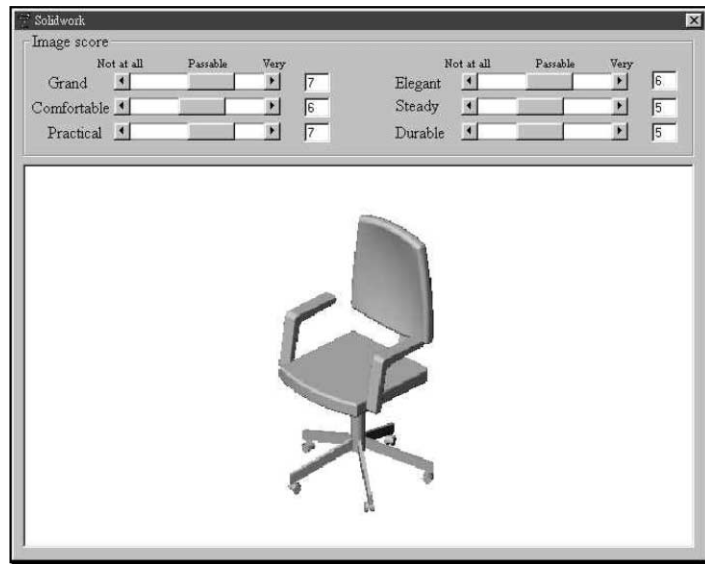 Solidwork
Image score
Not at all Passable Very Not at all Passable Very
Grand 7 Elegant 6
Comfortable 6 Steady 5
Practical 7 Durable 5